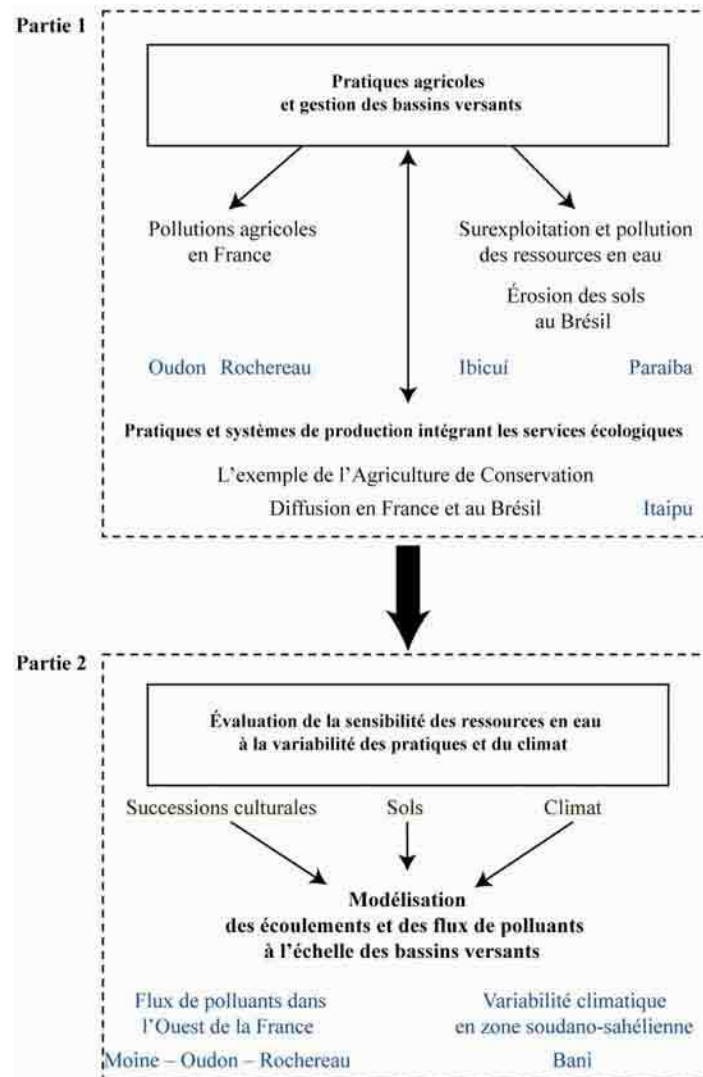 Partie 1
Pratiques agricoles
et gestion des bassins versants
Pollutions agricoles
en France
Surexploitation et pollution
des ressources en eau
Érosion des sols
au Brésil
Oudon Rochereau
Ibicuí
Paraíba
Pratiques et systèmes de production intégrant les services écologiques
L'exemple de l'Agriculture de Conservation
Diffusion en France et au Brésil
Itaipu
Partie 2
Évaluation de la sensibilité des ressources en eau
à la variabilité des pratiques et du climat
Successions culturales
Sols
Climat
Modélisation
des écoulements et des flux de polluants
à l'échelle des bassins versants
Flux de polluants dans
l'Ouest de la France
Moine – Oudon – Rochereau
Variabilité climatique
en zone soudano-sahélienne
Bani